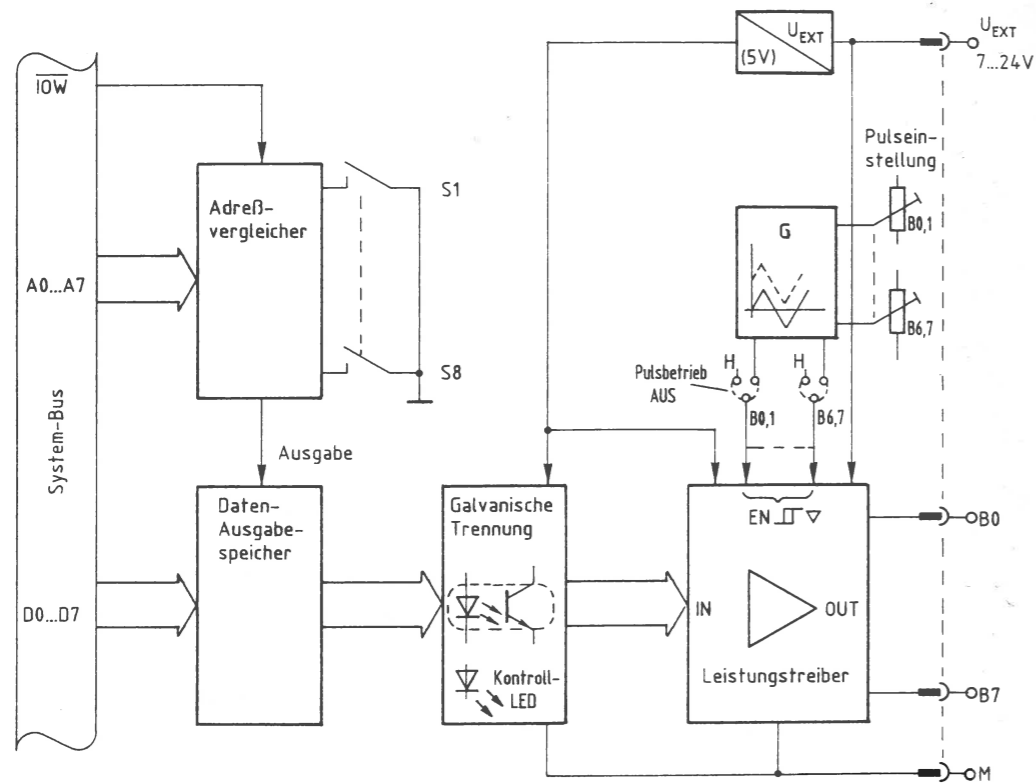 U_EXT
(5V)
U_EXT
7...24V
I̅O̅W̅
Pulsein-
stellung
S1
Adreß-
vergleicher
G
B0,1
A0...A7
B6,7
S8
H
H
Pulsbetrieb
AUS
B0,1
B6,7
System-Bus
Ausgabe
Daten-
Ausgabe-
speicher
Galvanische
Trennung
EN
B0
D0...D7
IN
OUT
Kontroll-
LED
Leistungstreiber
B7
M